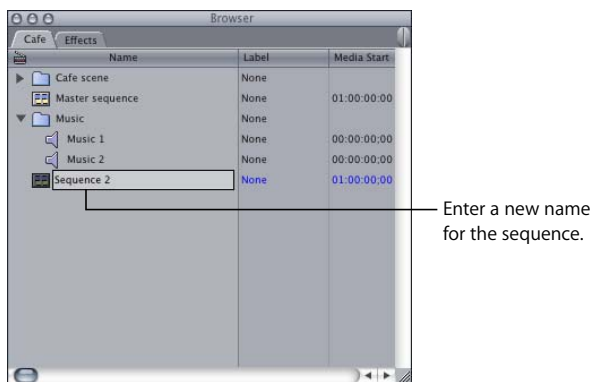 Browser
Cafe Effects
Name Label Media Start
Cafe scene None
Master sequence None 01:00:00:00
Music None
Music 1 None 00:00:00;00
Music 2 None 00:00:00;00
Sequence 2 None 01:00:00;00
Enter a new name
for the sequence.